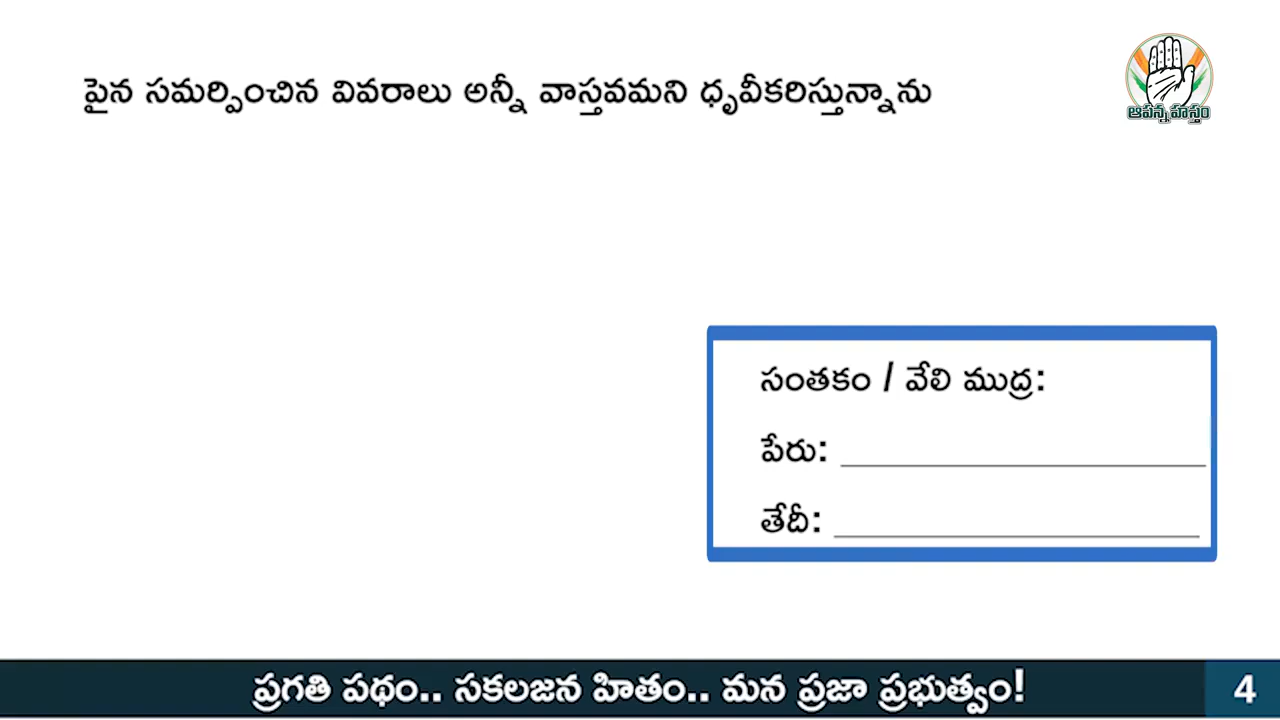 పైన సమర్పించిన వివరాలు అన్నీ వాస్తవమని ధృవీకరిస్తున్నాను
ఆపన్న హస్తం
సంతకం / వేలి ముద్ర:
పేరు:
తేదీ:
ప్రగతి పథం.. సకలజన హితం.. మన ప్రజా ప్రభుత్వం!
4